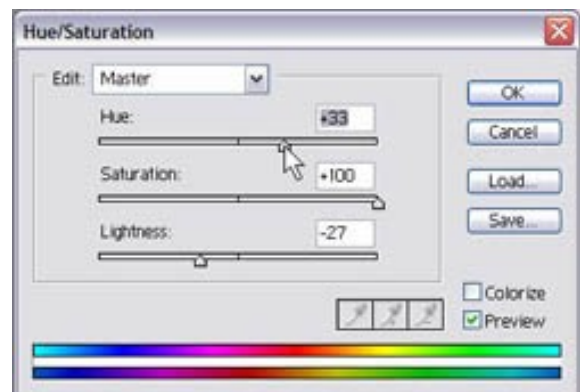 Hue/Saturation
Edit: Master
OK
Hue: +33
Cancel
Saturation: +100
Load...
Save...
Lightness: -27
Colorize
Preview